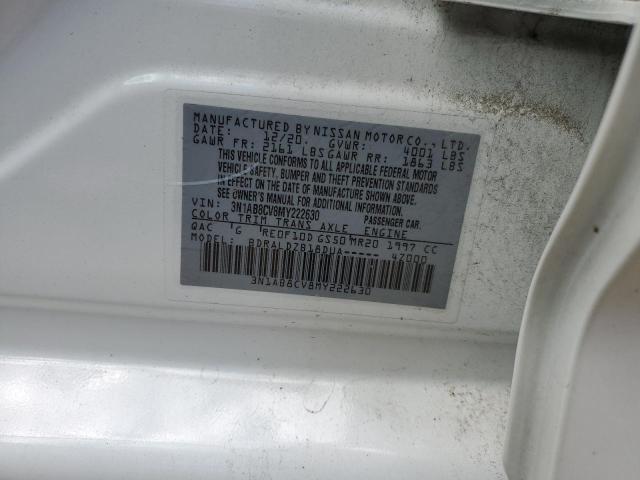 MANUFACTURED BY NISSAN MOTOR CO., LTD.
DATE: 12/20. GVWR: 4001 LBS
GAWR FR: 2161 LBS GAWR RR: 1863 LBS
THIS VEHICLE CONFORMS TO ALL APPLICABLE FEDERAL MOTOR
VEHICLE SAFETY, BUMPER AND THEFT PREVENTION STANDARDS
IN EFFECT ON THE DATE OF MANUFACTURE SHOWN ABOVE.
SEE OWNER'S MANUAL FOR ADDITIONAL INFORMATION.
VIN: 3N1AB8CV8MY222630 PASSENGER CAR
COLOR TRIM TRANS AXLE ENGINE
QAC G RE0F10D GS50 MR20 1997 CC
MODEL: BDRALDZB18DUA----- 4Z000
3N1AB8CV8MY222630